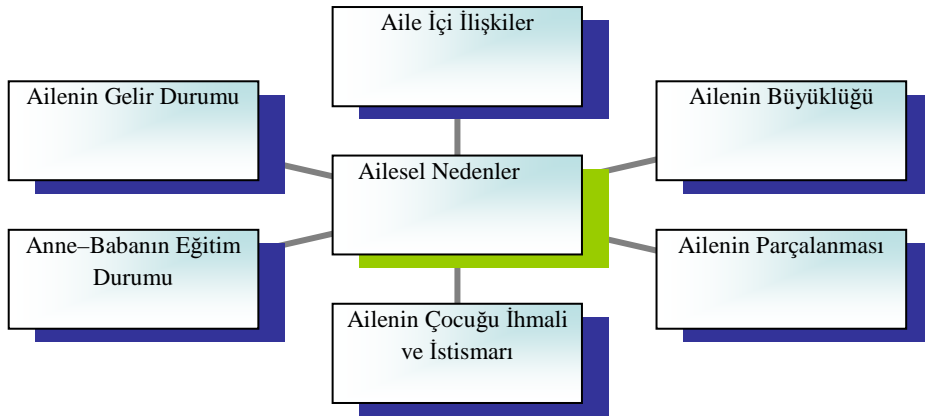 Aile İçi İlişkiler
Ailenin Gelir Durumu
Ailenin Büyüklüğü
Ailesel Nedenler
Anne–Babanın Eğitim
Durumu
Ailenin Parçalanması
Ailenin Çocuğu İhmali
ve İstismarı